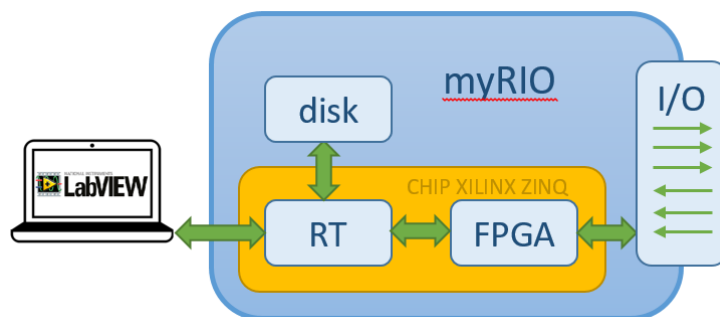 myRIO
I/O
disk
NATIONAL INSTRUMENTS
LabVIEW
CHIP XILINX ZINQ
RT
FPGA